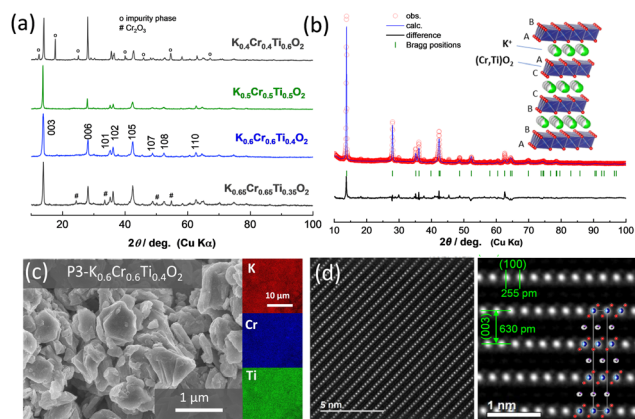 (a)
o impurity phase
# Cr2O3
K0.4Cr0.4Ti0.6O2
K0.5Cr0.5Ti0.5O2
K0.6Cr0.6Ti0.4O2
K0.65Cr0.65Ti0.35O2
o o o o o o o
003 006 101 102 105 107 108 110
# # # #
20 40 60 80 100
2θ / deg. (Cu Kα)
(b)
obs.
calc.
difference
Bragg positions
K+
(Cr,Ti)O2
B
A
A
C
C
B
B
A
10 20 30 40 50 60 70 80 90 100
2θ / deg. (Cu Kα)
(c)
P3-K0.6Cr0.6Ti0.4O2
1 μm
K
10 μm
Cr
Ti
(d)
5 nm
(100)
255 pm
(003)
630 pm
1 nm